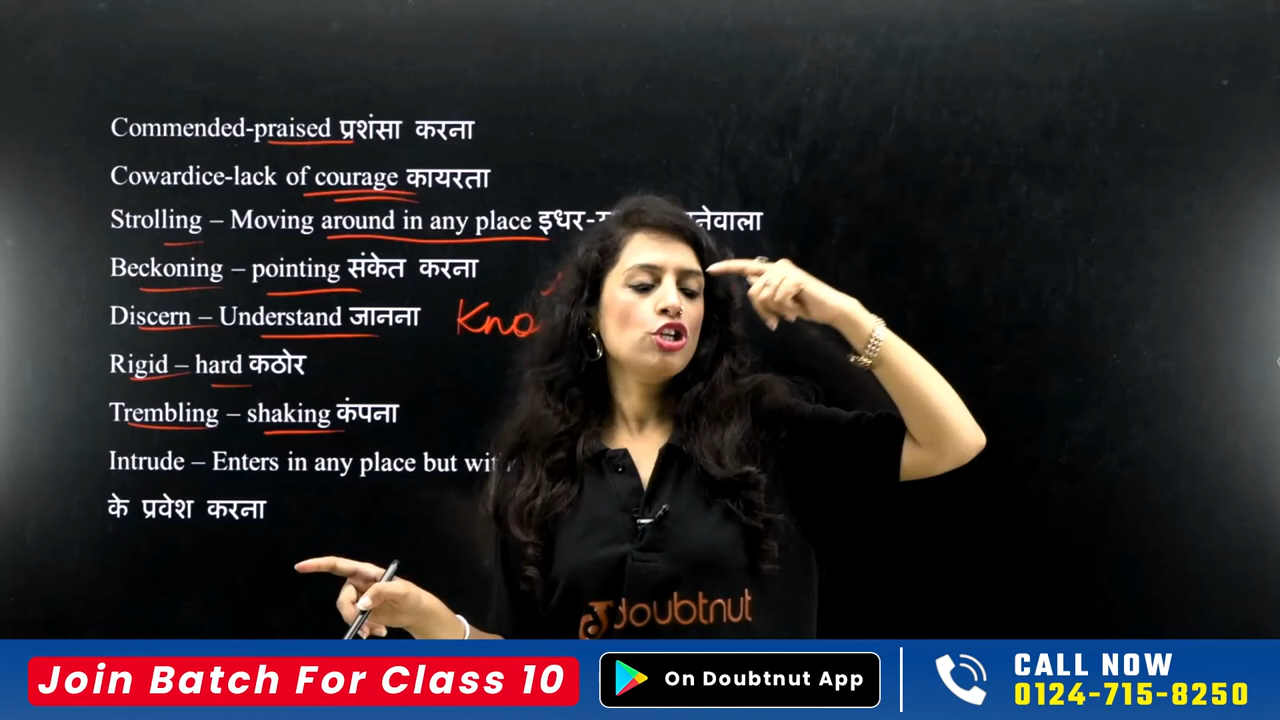 Commended-praised प्रशंसा करना
Cowardice-lack of courage कायरता
Strolling – Moving around in any place इधर-
Beckoning – pointing संकेत करना
Discern – Understand जानना
Rigid – hard कठोर
Trembling – shaking कंपना
Intrude – Enters in any place but
के प्रवेश करना
doubtnut
Join Batch For Class 10
On Doubtnut App
CALL NOW
0124-715-8250